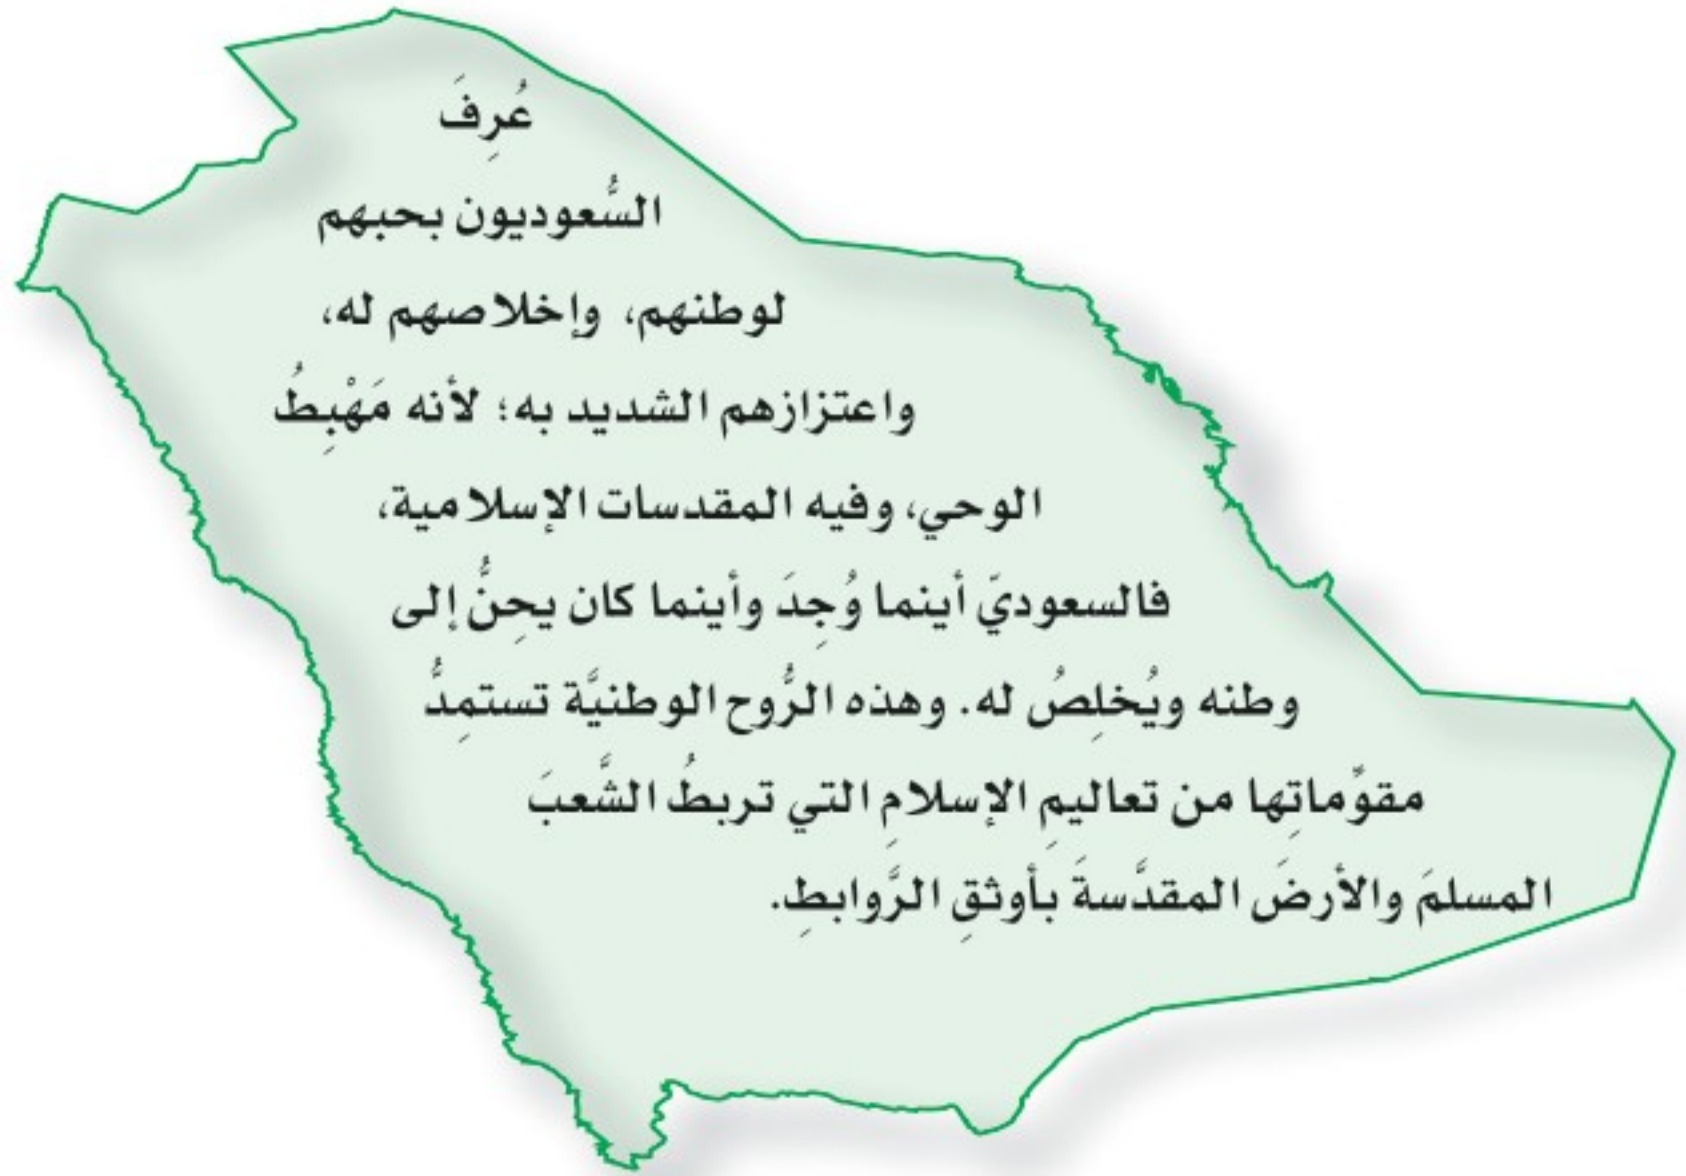 عُرِفَ
السُّعوديون بحبهم
لوطنهم، وإخلاصهم له،
واعتزازهم الشديد به؛ لأنه مَهْبِطُ
الوحي، وفيه المقدسات الإسلامية،
فالسعوديّ أينما وُجِدَ وأينما كان يحِنُّ إلى
وطنه ويُخلِصُ له. وهذه الرُّوح الوطنيَّة تستمِدُّ
مقوَّماتِها من تعاليمِ الإسلامِ التي تربطُ الشَّعبَ
المسلمَ والأرضَ المقدَّسةَ بأوثقِ الرَّوابطِ.